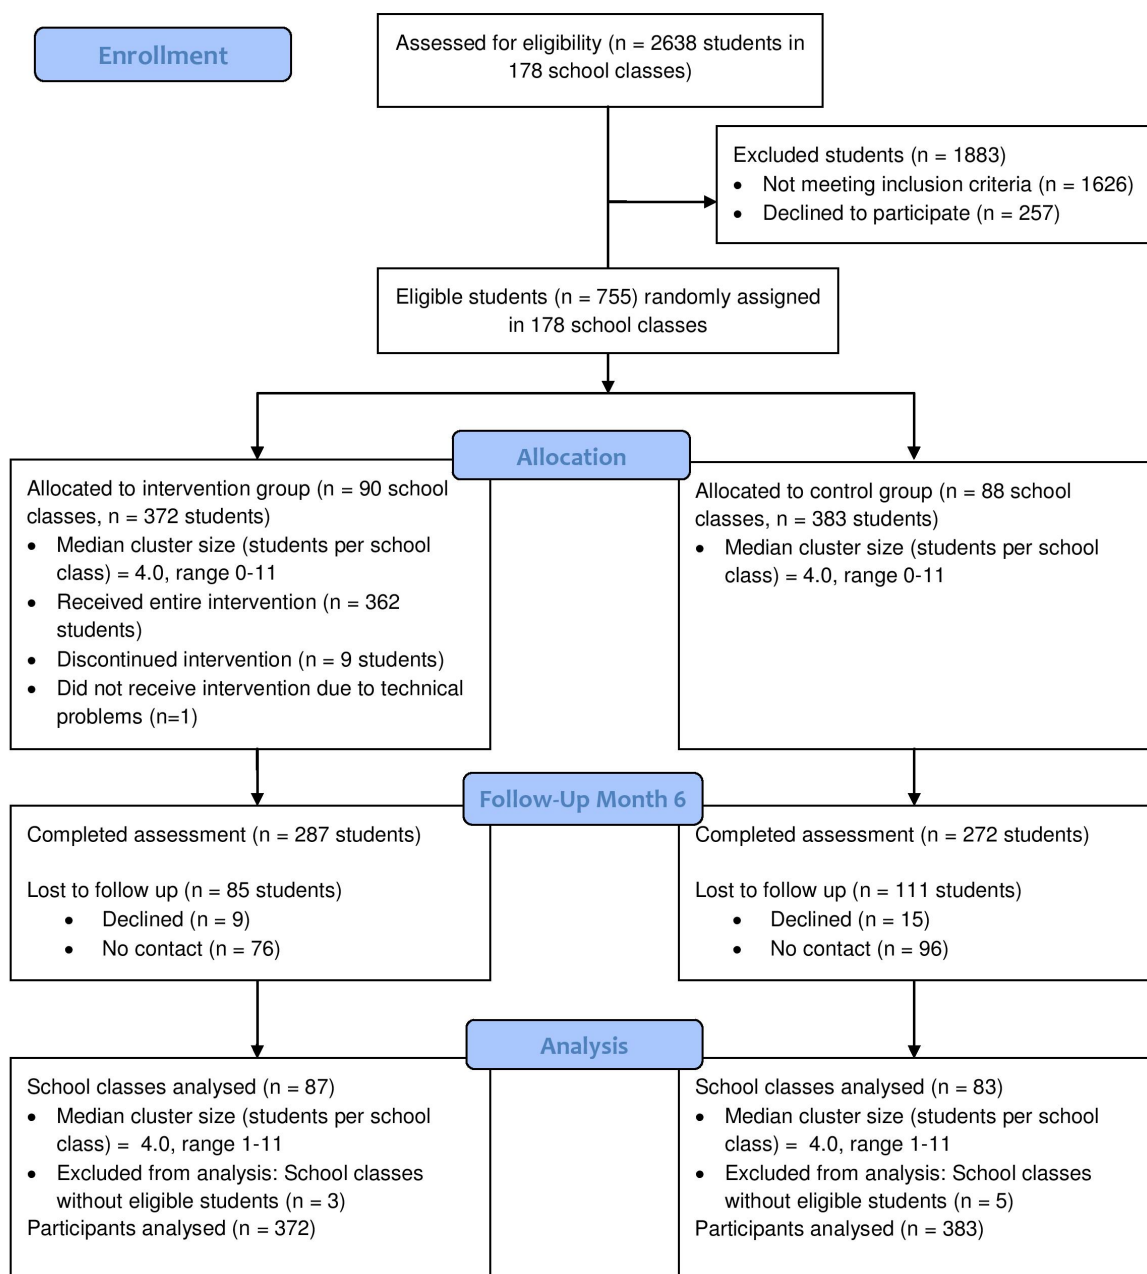 Enrollment
Assessed for eligibility (n = 2638 students in
178 school classes)
Excluded students (n = 1883)
• Not meeting inclusion criteria (n = 1626)
• Declined to participate (n = 257)
Eligible students (n = 755) randomly assigned
in 178 school classes
Allocation
Allocated to intervention group (n = 90 school
classes, n = 372 students)
• Median cluster size (students per school
class) = 4.0, range 0-11
• Received entire intervention (n = 362
students)
• Discontinued intervention (n = 9 students)
• Did not receive intervention due to technical
problems (n=1)
Allocated to control group (n = 88 school
classes, n = 383 students)
• Median cluster size (students per school
class) = 4.0, range 0-11
Follow-Up Month 6
Completed assessment (n = 287 students)
Lost to follow up (n = 85 students)
• Declined (n = 9)
• No contact (n = 76)
Completed assessment (n = 272 students)
Lost to follow up (n = 111 students)
• Declined (n = 15)
• No contact (n = 96)
Analysis
School classes analysed (n = 87)
• Median cluster size (students per school
class) = 4.0, range 1-11
• Excluded from analysis: School classes
without eligible students (n = 3)
Participants analysed (n = 372)
School classes analysed (n = 83)
• Median cluster size (students per school
class) = 4.0, range 1-11
• Excluded from analysis: School classes
without eligible students (n = 5)
Participants analysed (n = 383)